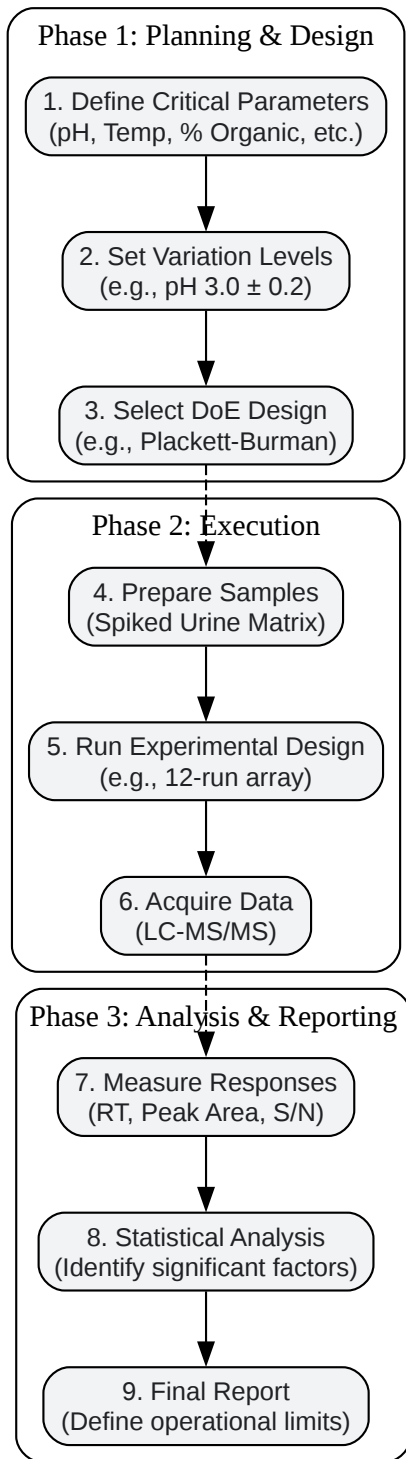 Phase 1: Planning & Design
1. Define Critical Parameters
(pH, Temp, % Organic, etc.)
2. Set Variation Levels
(e.g., pH 3.0 ± 0.2)
3. Select DoE Design
(e.g., Plackett-Burman)
Phase 2: Execution
4. Prepare Samples
(Spiked Urine Matrix)
5. Run Experimental Design
(e.g., 12-run array)
6. Acquire Data
(LC-MS/MS)
Phase 3: Analysis & Reporting
7. Measure Responses
(RT, Peak Area, S/N)
8. Statistical Analysis
(Identify significant factors)
9. Final Report
(Define operational limits)